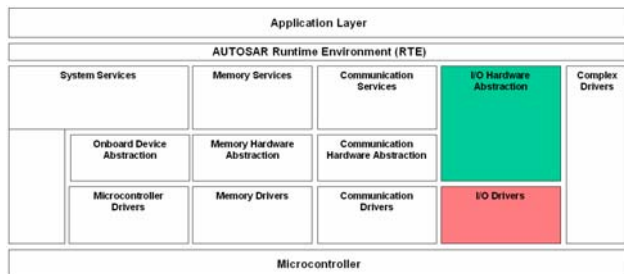 Application Layer
AUTOSAR Runtime Environment (RTE)
System Services
Memory Services
Communication
Services
I/O Hardware
Abstraction
Complex
Drivers
Onboard Device
Abstraction
Memory Hardware
Abstraction
Communication
Hardware Abstraction
Microcontroller
Drivers
Memory Drivers
Communication
Drivers
I/O Drivers
Microcontroller